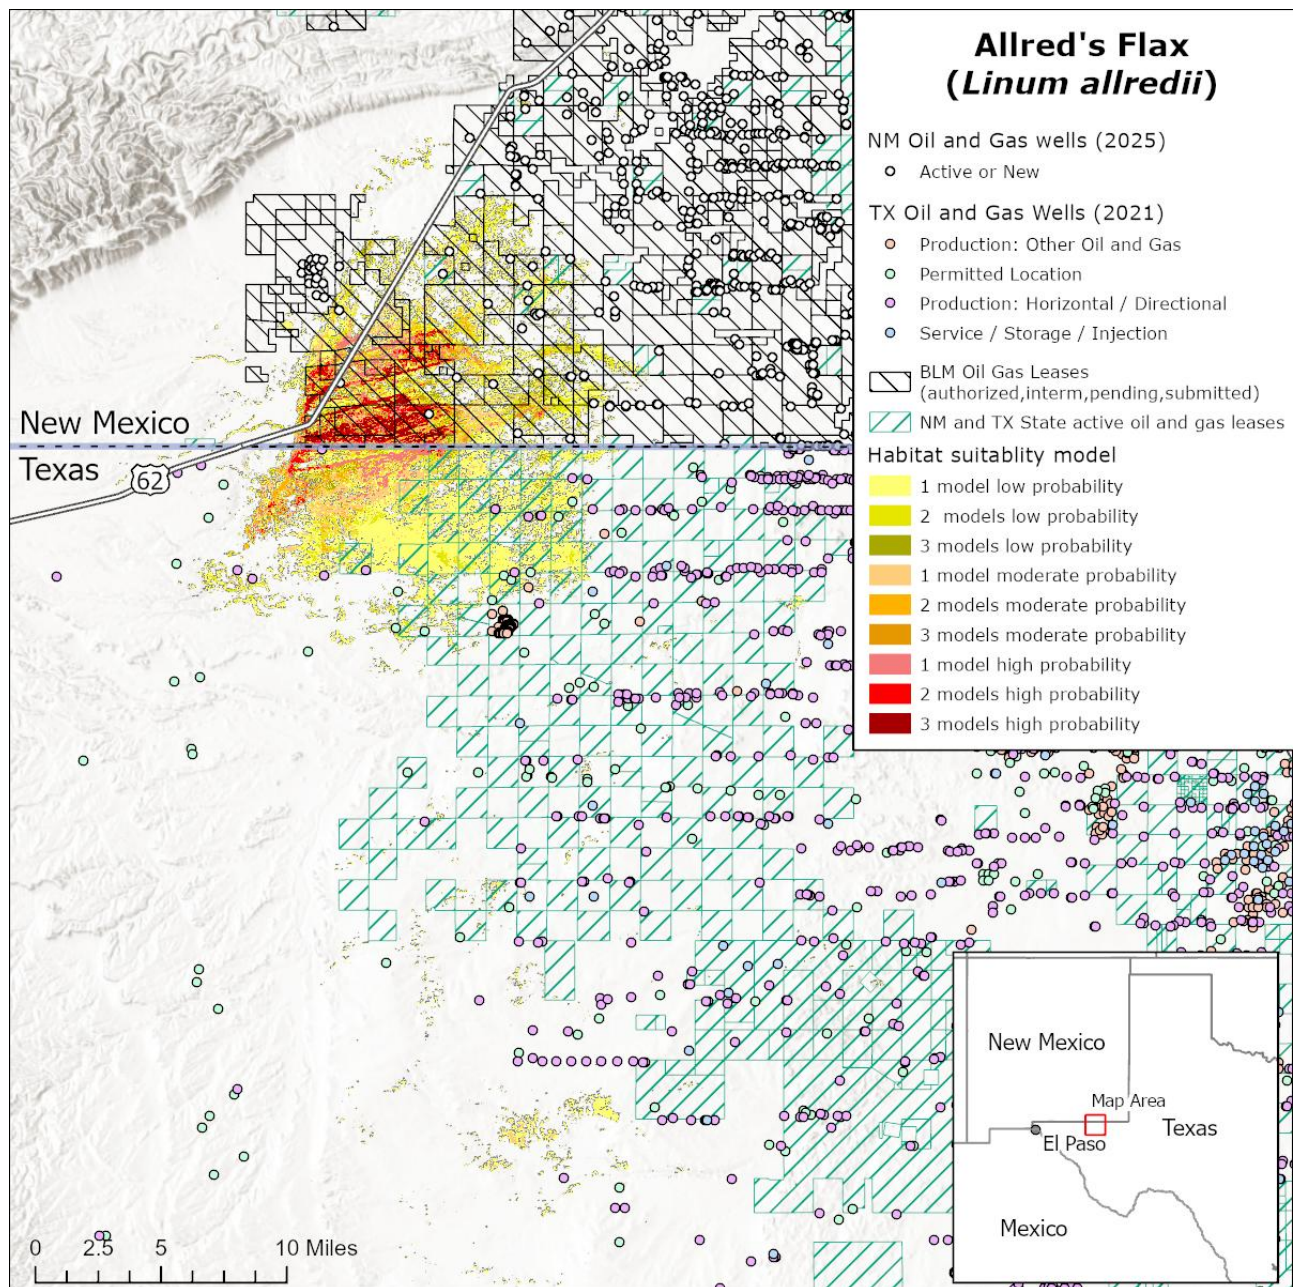 Allred's Flax
(Linum allredii)
NM Oil and Gas wells (2025)
Active or New
TX Oil and Gas Wells (2021)
Production: Other Oil and Gas
Permitted Location
Production: Horizontal / Directional
Service / Storage / Injection
BLM Oil Gas Leases
(authorized,interm,pending,submitted)
NM and TX State active oil and gas leases
Habitat suitablity model
1 model low probability
2 models low probability
3 models low probability
1 model moderate probability
2 models moderate probability
3 models moderate probability
1 model high probability
2 models high probability
3 models high probability
New Mexico
Texas
62
New Mexico
Map Area
Texas
El Paso
Mexico
0 2.5 5 10 Miles